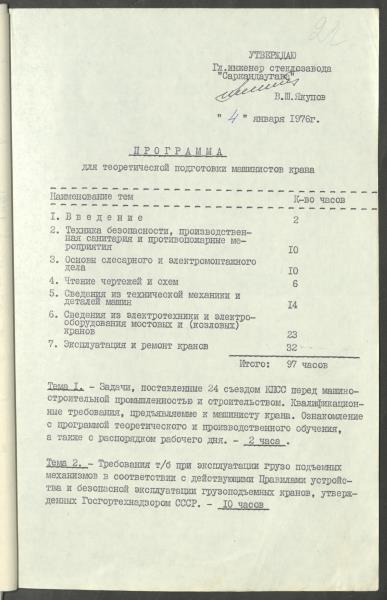 22
УТВЕРЖДАЮ
Гл.инженер стеклозавода
"Саркандаугава"
В.Ш.Якупов
" 4 " января 1976г.
ПРОГРАММА
для теоретической подготовки машинистов крана
Наименование тем К-во часов
1. Введение 2
2. Техника безопасности, производствен-
ная санитария и противопожарные ме-
роприятия 10
3. Основы слесарного и электромонтажного
дела 10
4. Чтение чертежей и схем 6
5. Сведения из технической механики и
деталей машин 14
6. Сведения из электротехники и электро-
оборудования мостовых и (козловых)
кранов 23
7. Эксплуатация и ремонт кранов 32
Итого: 97 часов
Тема I. - Задачи, поставленные 24 съездом КПСС перед машино-
строительной промышленностью и строительством. Квалификацион-
ные требования, предъявляемые к машинисту крана. Ознакомление
с программой теоретического и производственного обучения,
а также с распорядком рабочего дня. - 2 часа.
Тема 2. - Требования т/б при эксплуатации грузо подъемных
механизмов в соответствии с действующими Правилами устройст-
ва и безопасной эксплуатации грузоподъемных кранов, утверж-
денных Госгортехнадзором СССР. - 10 часов